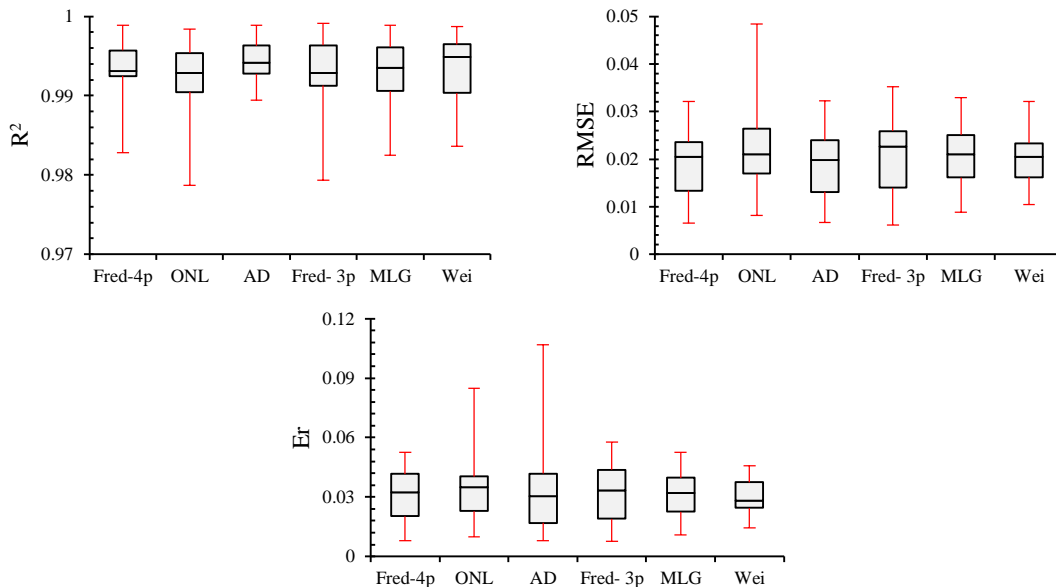 R²
1
0.99
0.98
0.97
Fred-4p ONL AD Fred- 3p MLG Wei
RMSE
0.05
0.04
0.03
0.02
0.01
0
Fred-4p ONL AD Fred- 3p MLG Wei
Er
0.12
0.09
0.06
0.03
0
Fred-4p ONL AD Fred- 3p MLG Wei